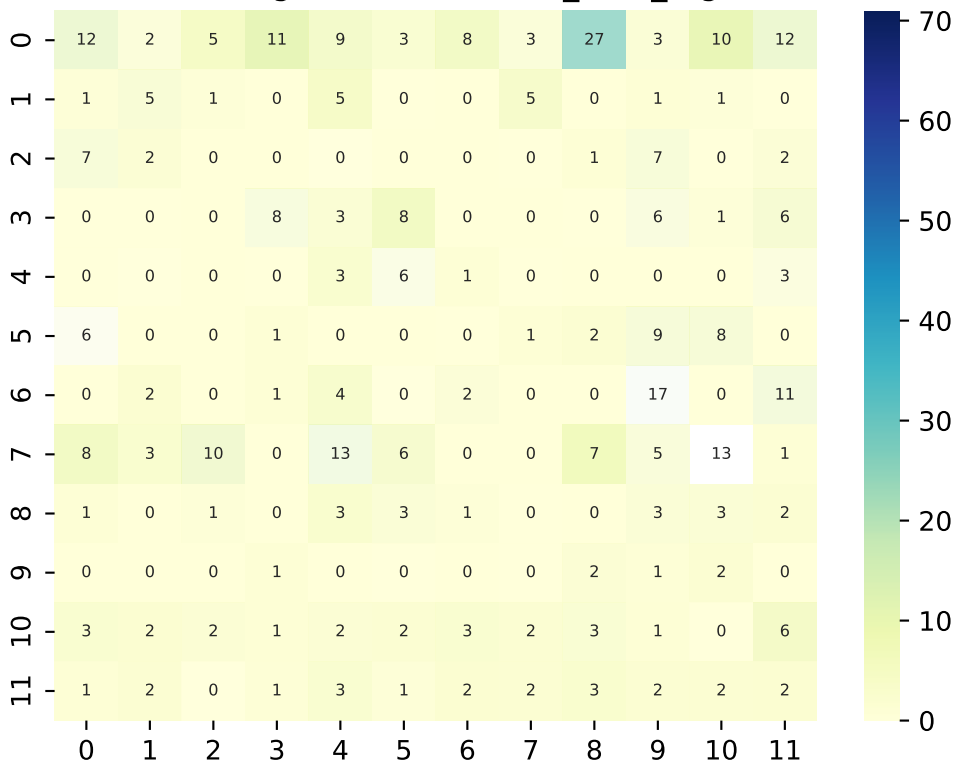 0 12 2 5 11 9 3 8 3 27 3 10 12
1 1 5 1 0 5 0 0 5 0 1 1 0
2 7 2 0 0 0 0 0 0 1 7 0 2
3 0 0 0 8 3 8 0 0 0 6 1 6
4 0 0 0 0 3 6 1 0 0 0 0 3
5 6 0 0 1 0 0 0 1 2 9 8 0
6 0 2 0 1 4 0 2 0 0 17 0 11
7 8 3 10 0 13 6 0 0 7 5 13 1
8 1 0 1 0 3 3 1 0 0 3 3 2
9 0 0 0 1 0 0 0 0 2 1 2 0
10 3 2 2 1 2 2 3 2 3 1 0 6
11 1 2 0 1 3 1 2 2 3 2 2 2
0 1 2 3 4 5 6 7 8 9 10 11
70
60
50
40
30
20
10
0